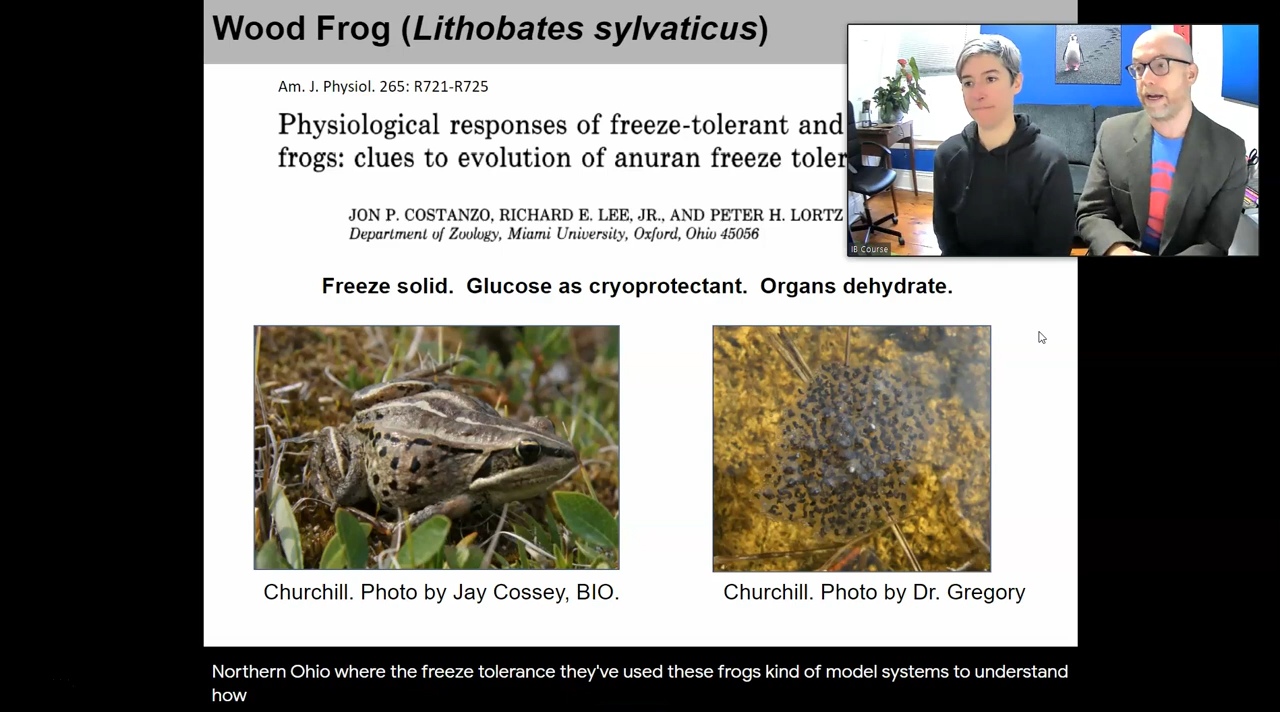 Wood Frog (Lithobates sylvaticus)
Am. J. Physiol. 265: R721-R725
Physiological responses of freeze-tolerant and
frogs: clues to evolution of anuran freeze toler
JON P. COSTANZO, RICHARD E. LEE, JR., AND PETER H. LORTZ
Department of Zoology, Miami University, Oxford, Ohio 45056
IB Course
Freeze solid.  Glucose as cryoprotectant.  Organs dehydrate.
Churchill. Photo by Jay Cossey, BIO.
Churchill. Photo by Dr. Gregory
Northern Ohio where the freeze tolerance they've used these frogs kind of model systems to understand
how